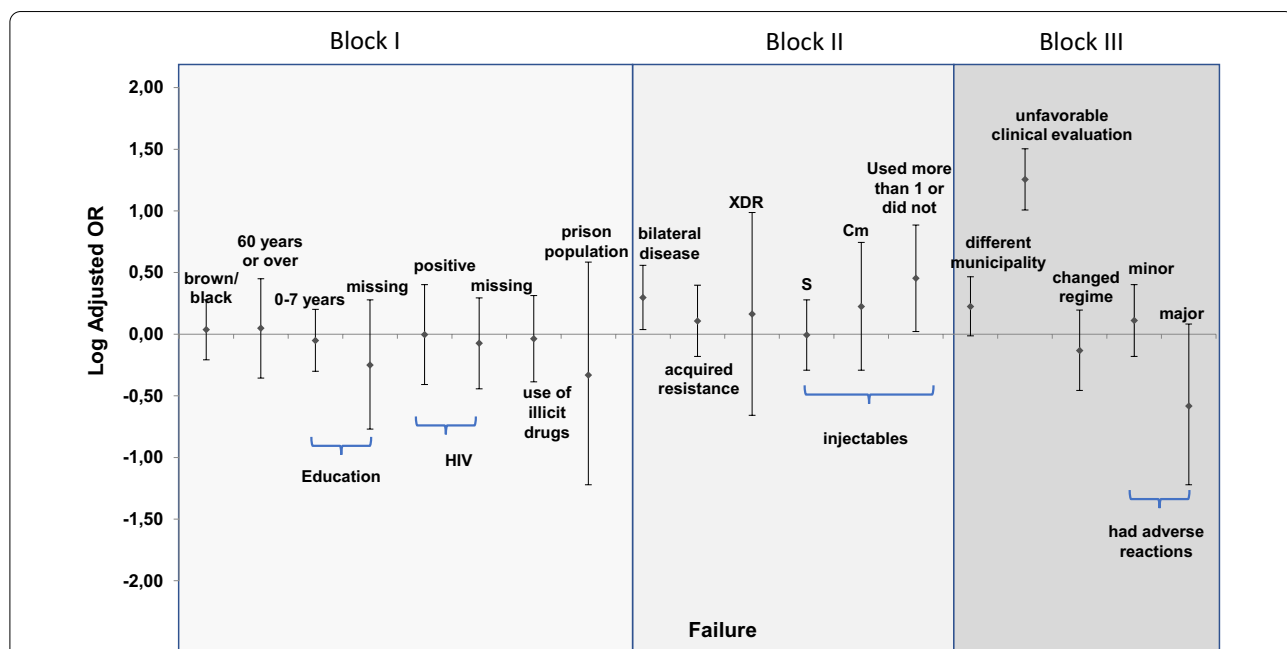 Block I
Block II
Block III
Log Adjusted OR
2,00
1,50
1,00
0,50
0,00
-0,50
-1,00
-1,50
-2,00
brown/
black
60 years
or over
0-7 years
missing
Education
positive
missing
HIV
use of
illicit
drugs
prison
population
bilateral
disease
acquired
resistance
XDR
S
Cm
Used more
than 1 or
did not
injectables
different
municipality
unfavorable
clinical evaluation
changed
regime
minor
major
had adverse
reactions
Failure